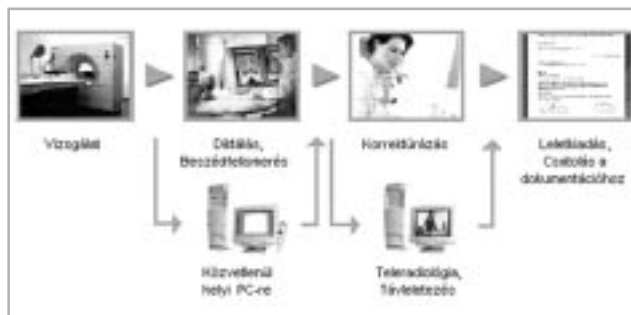 Vizsgálat
Diktálás,
Beszédfelismerés
Korrektúrázás
Leletkiadás,
Csatolás a
dokumentációhoz
Közvetlenül
helyi PC-re
Teleradiológia,
Távleletezés